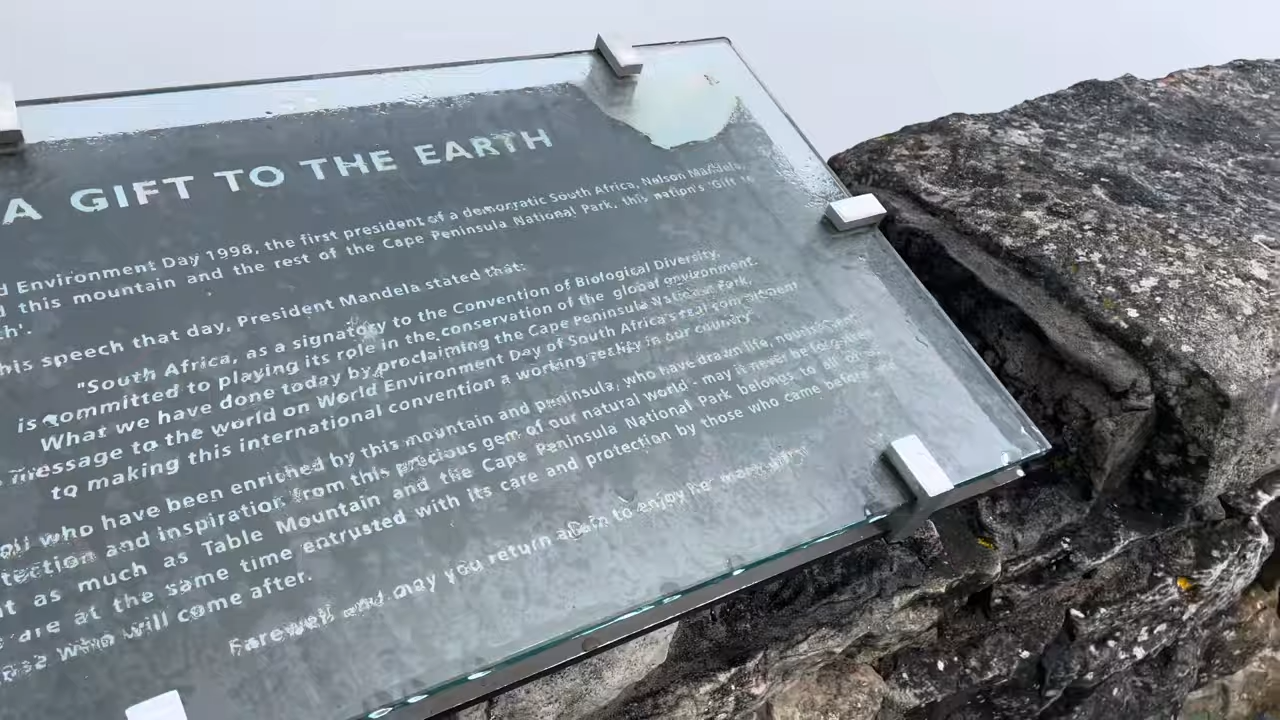 A GIFT TO THE EARTH
Environment Day 1998, the first president of a democratic South Africa, Nelson Mandela,
this mountain and the rest of the Cape Peninsula National Park, this nation's 'Gift
th'.
his speech that day, President Mandela stated that:
"South Africa, as a signatory to the Convention of Biological Diversity,
is committed to playing its role in the conservation of the global environment.
What we have done today by proclaiming the Cape Peninsula National Park,
message to the world on World Environment Day of South Africa's real commitment
to making this international convention a working reality in our country
who have been enriched by this mountain and peninsula, who have drawn life,
tection and inspiration from this precious gem of our natural world - may it never be
as much as Table Mountain and the Cape Peninsula National Park belongs to all of
are at the same time entrusted with its care and protection by those who came before
who will come after.
Farewell and may you return again to enjoy her